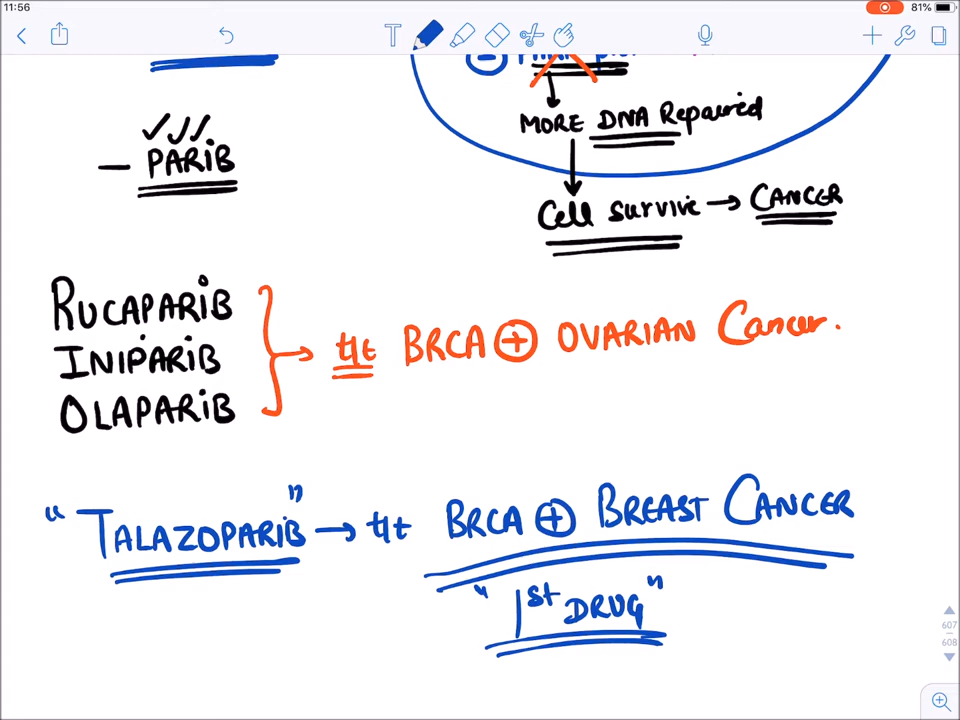 11:56
81%
T
MORE DNA Repaired
- PARIB
Cell survive → CANCER
RUCAPARIB
INIPARIB
OLAPARIB
→ t/t BRCA ⊕ OVARIAN Cancer.
"TALAZOPARIB" → t/t BRCA ⊕ BREAST CANCER
"1st DRUG"
607
608